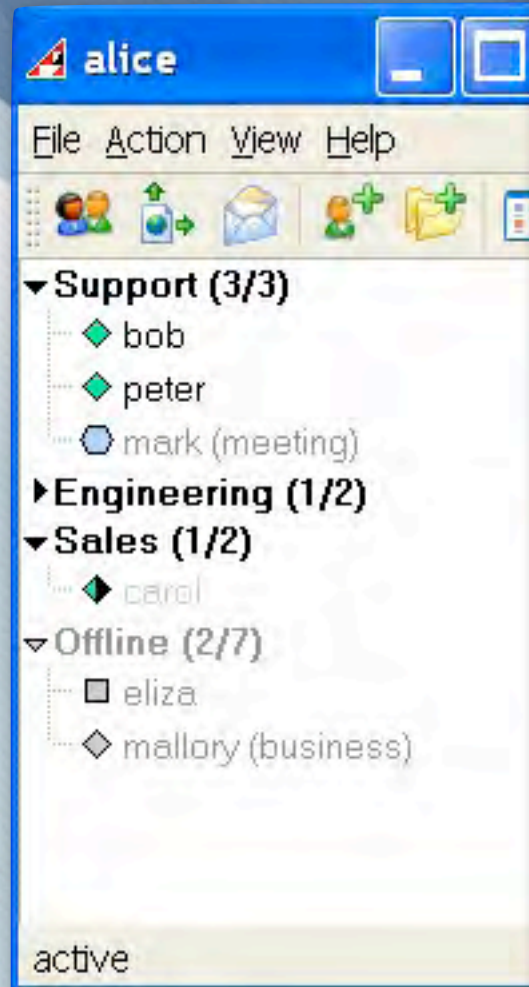 alice
File Action View Help
Support (3/3)
bob
peter
mark (meeting)
Engineering (1/2)
Sales (1/2)
carol
Offline (2/7)
eliza
mallory (business)
active